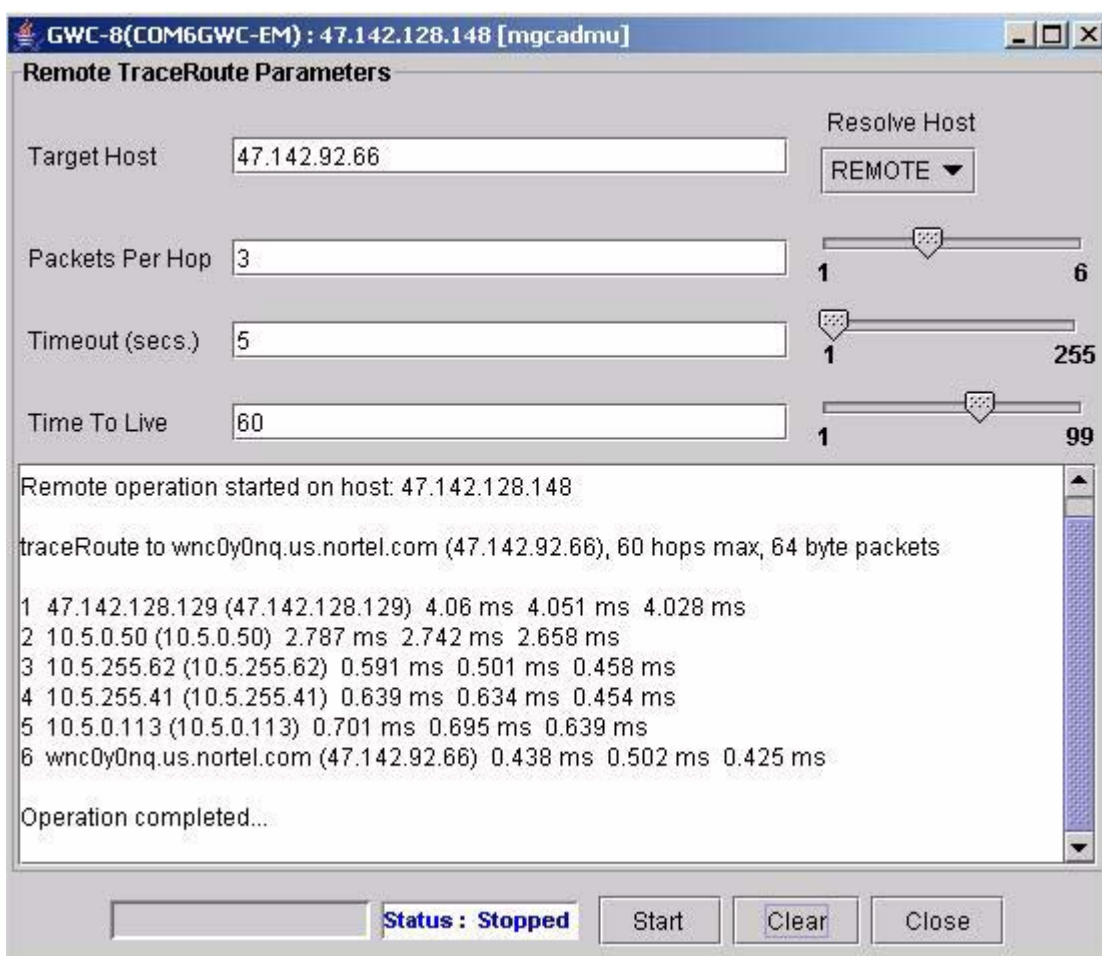 GWC-8(COM6GWC-EM) : 47.142.128.148 [mgcadmu]
Remote TraceRoute Parameters
Resolve Host
Target Host 47.142.92.66 REMOTE
Packets Per Hop 3
1 6
Timeout (secs.) 5
1 255
Time To Live 60
1 99
Remote operation started on host: 47.142.128.148
traceRoute to wnc0y0nq.us.nortel.com (47.142.92.66), 60 hops max, 64 byte packets
1 47.142.128.129 (47.142.128.129) 4.06 ms 4.051 ms 4.028 ms
2 10.5.0.50 (10.5.0.50) 2.787 ms 2.742 ms 2.658 ms
3 10.5.255.62 (10.5.255.62) 0.591 ms 0.501 ms 0.458 ms
4 10.5.255.41 (10.5.255.41) 0.639 ms 0.634 ms 0.454 ms
5 10.5.0.113 (10.5.0.113) 0.701 ms 0.695 ms 0.639 ms
6 wnc0y0nq.us.nortel.com (47.142.92.66) 0.438 ms 0.502 ms 0.425 ms
Operation completed...
Status : Stopped Start Clear Close